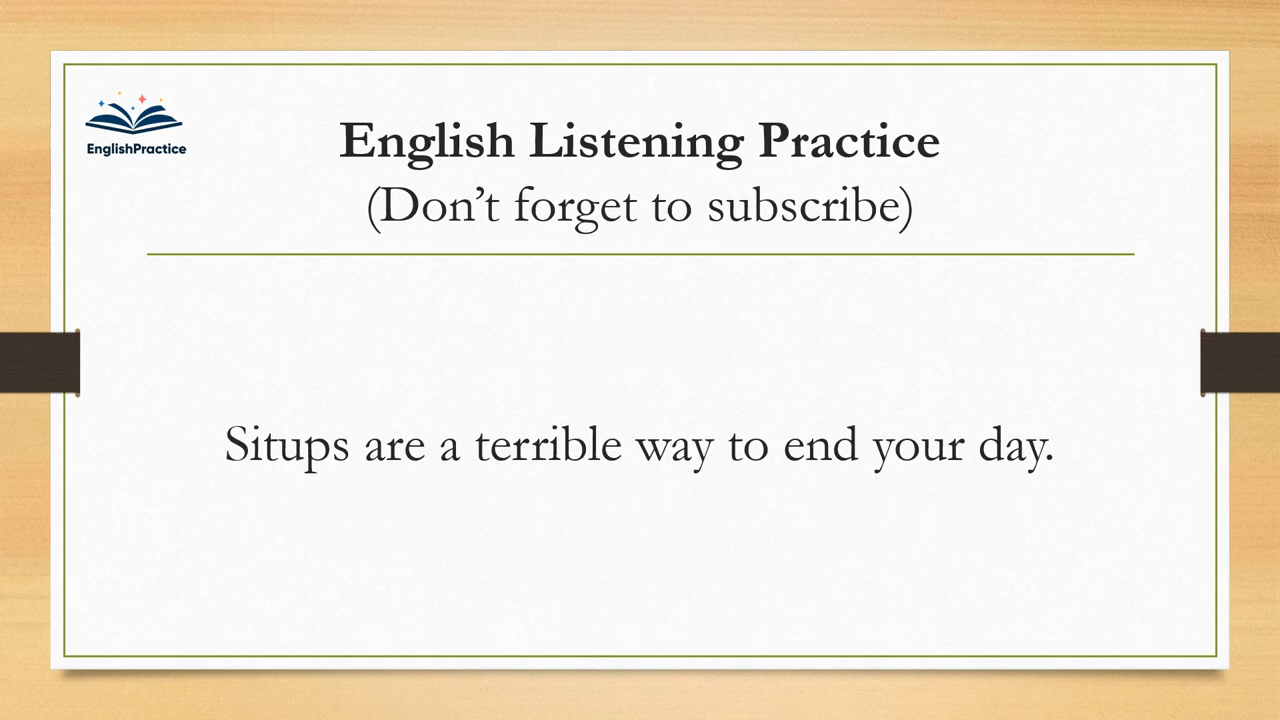 EnglishPractice
English Listening Practice
(Don’t forget to subscribe)
Situps are a terrible way to end your day.